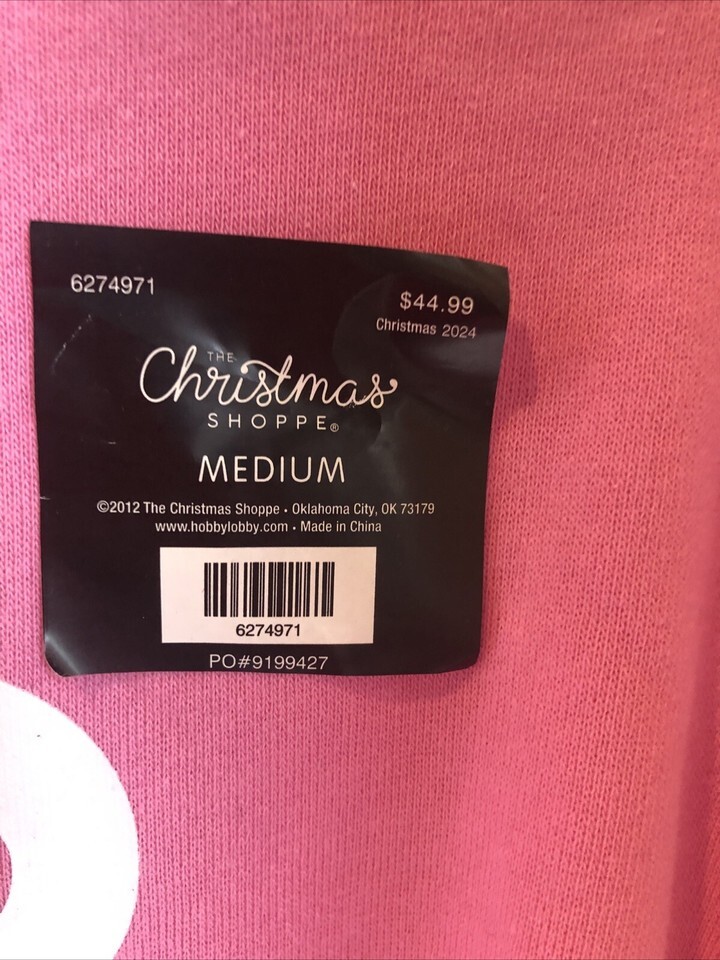 6274971
$44.99
Christmas 2024
THE
Christmas
SHOPPE®
MEDIUM
©2012 The Christmas Shoppe • Oklahoma City, OK 73179
www.hobbylobby.com • Made in China
6274971
PO#9199427